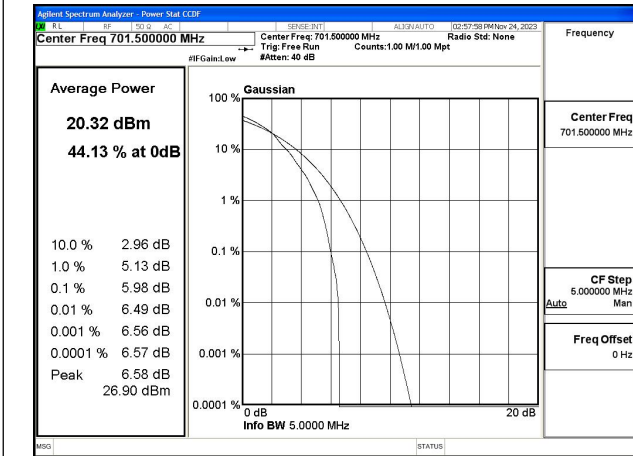 Agilent Spectrum Analyzer - Power Stat CCDF
RL RF 50 Ω AC SENSE:INT ALIGN AUTO 02:57:58 PM Nov 24, 2023
Center Freq 701.500000 MHz
Center Freq: 701.500000 MHz Radio Std: None
Trig: Free Run Counts:1.00 M/1.00 Mpt
#IFGain:Low #Atten: 40 dB
Frequency
Average Power
20.32 dBm
44.13 % at 0dB
10.0 % 2.96 dB
1.0 % 5.13 dB
0.1 % 5.98 dB
0.01 % 6.49 dB
0.001 % 6.56 dB
0.0001 % 6.57 dB
Peak 6.58 dB
26.90 dBm
Gaussian
100 %
10 %
1 %
0.1 %
0.01 %
0.001 %
0.0001 %
0 dB 20 dB
Info BW 5.0000 MHz
Center Freq
701.500000 MHz
CF Step
5.000000 MHz
Auto Man
Freq Offset
0 Hz
MSG STATUS